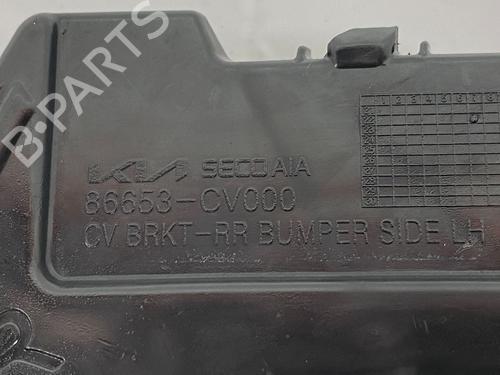 B-PARTS
KIA SECO AIA
86653-CV000
CV BRKT-RR BUMPER SIDE LH